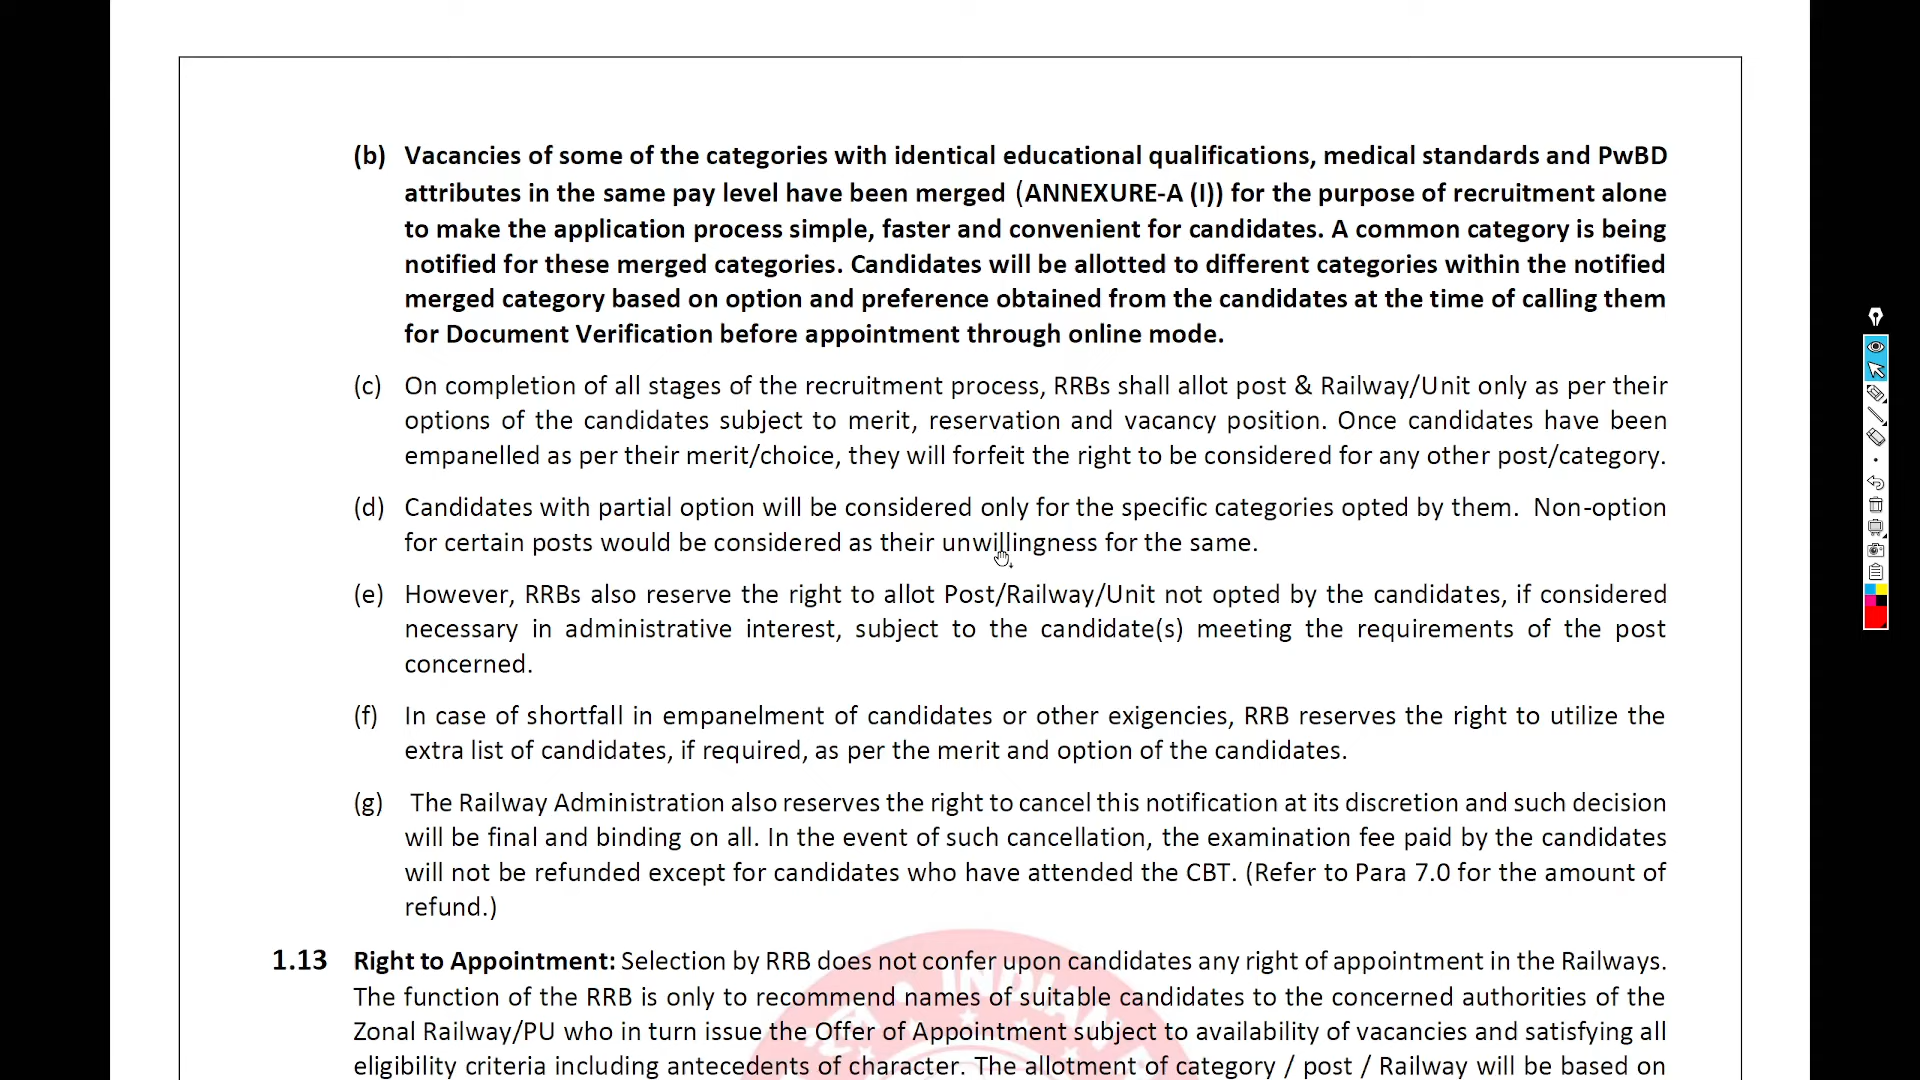 (b) Vacancies of some of the categories with identical educational qualifications, medical standards and PwBD
attributes in the same pay level have been merged (ANNEXURE-A (I)) for the purpose of recruitment alone
to make the application process simple, faster and convenient for candidates. A common category is being
notified for these merged categories. Candidates will be allotted to different categories within the notified
merged category based on option and preference obtained from the candidates at the time of calling them
for Document Verification before appointment through online mode.
(c) On completion of all stages of the recruitment process, RRBs shall allot post & Railway/Unit only as per their
options of the candidates subject to merit, reservation and vacancy position. Once candidates have been
empanelled as per their merit/choice, they will forfeit the right to be considered for any other post/category.
(d) Candidates with partial option will be considered only for the specific categories opted by them. Non-option
for certain posts would be considered as their unwillingness for the same.
(e) However, RRBs also reserve the right to allot Post/Railway/Unit not opted by the candidates, if considered
necessary in administrative interest, subject to the candidate(s) meeting the requirements of the post
concerned.
(f) In case of shortfall in empanelment of candidates or other exigencies, RRB reserves the right to utilize the
extra list of candidates, if required, as per the merit and option of the candidates.
(g) The Railway Administration also reserves the right to cancel this notification at its discretion and such decision
will be final and binding on all. In the event of such cancellation, the examination fee paid by the candidates
will not be refunded except for candidates who have attended the CBT. (Refer to Para 7.0 for the amount of
refund.)
1.13 Right to Appointment: Selection by RRB does not confer upon candidates any right of appointment in the Railways.
The function of the RRB is only to recommend names of suitable candidates to the concerned authorities of the
Zonal Railway/PU who in turn issue the Offer of Appointment subject to availability of vacancies and satisfying all
eligibility criteria including antecedents of character. The allotment of category / post / Railway will be based on